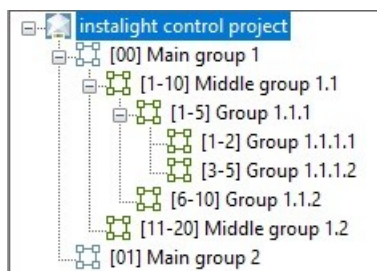 instalight control project
[00] Main group 1
[1-10] Middle group 1.1
[1-5] Group 1.1.1
[1-2] Group 1.1.1.1
[3-5] Group 1.1.1.2
[6-10] Group 1.1.2
[11-20] Middle group 1.2
[01] Main group 2